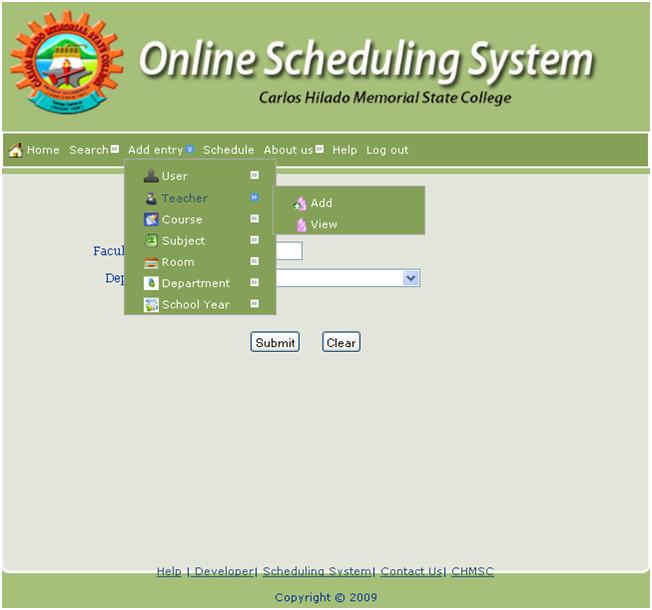 CARLOS HILADO MEMORIAL STATE COLLEGE
Online Scheduling System
Carlos Hilado Memorial State College
Home Search Add entry Schedule About us Help Log out
User
Teacher
Add
Course
View
Subject
Facul
Room
Dep
Department
School Year
Submit Clear
Help | Developer| Scheduling System| Contact Us| CHMSC
Copyright © 2009